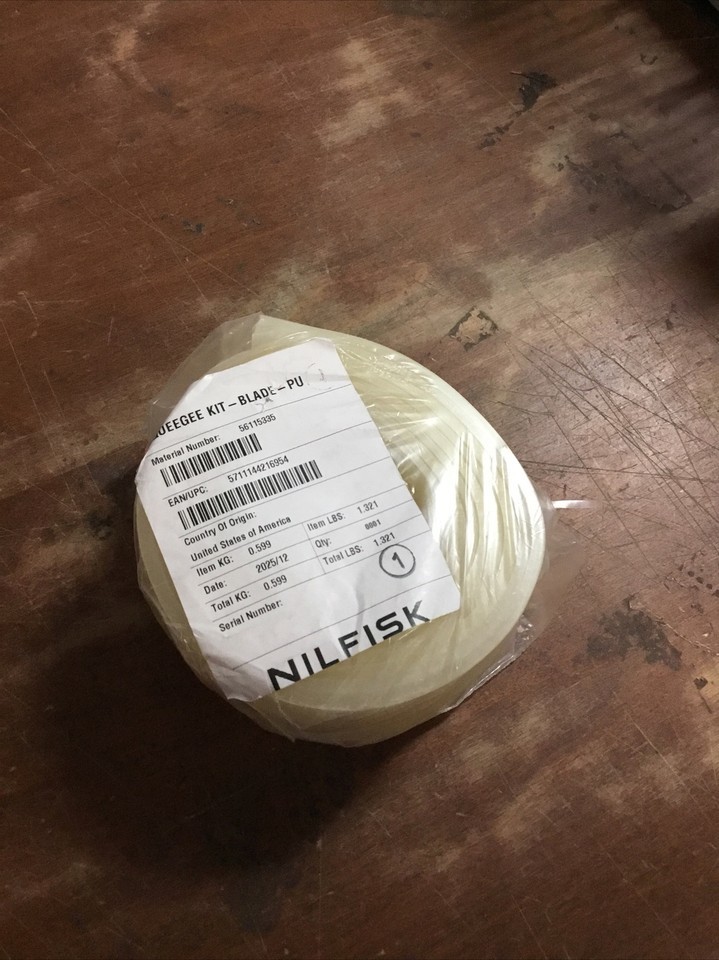 SQUEEGEE KIT – BLADE – PU
Material Number: 56115335
EAN/UPC: 5711144216954
Country Of Origin:
United States of America
Item KG: 0.599 Item LBS: 1.321
Date: 2025/12 Qty: 0001
Total KG: 0.599 Total LBS: 1.321
Serial Number:
1
NILFISK